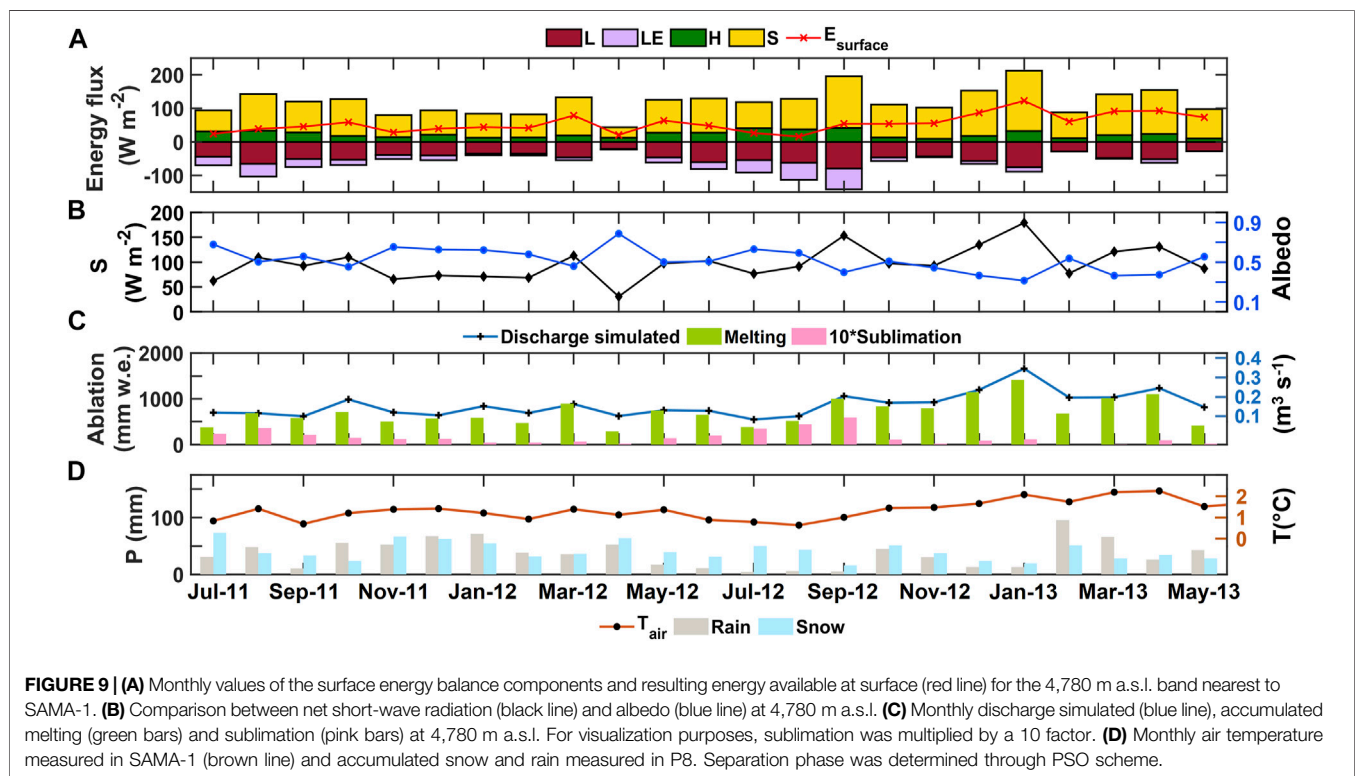 A
L LE H S E surface
Energy flux
(W m-2)
200
100
0
-100
B
S
(W m-2)
200
150
100
50
0
Albedo
0.9
0.5
0.1
C
Discharge simulated Melting 10*Sublimation
Ablation
(mm w.e.)
2000
1000
0
(m³ s-1)
0.4
0.3
0.2
0.1
D
P (mm)
100
0
T(°C)
2
1
0
Jul-11 Sep-11 Nov-11 Jan-12 Mar-12 May-12 Jul-12 Sep-12 Nov-12 Jan-13 Mar-13 May-13
T air Rain Snow
FIGURE 9 | (A) Monthly values of the surface energy balance components and resulting energy available at surface (red line) for the 4,780 m a.s.l. band nearest to
SAMA-1. (B) Comparison between net short-wave radiation (black line) and albedo (blue line) at 4,780 m a.s.l. (C) Monthly discharge simulated (blue line), accumulated
melting (green bars) and sublimation (pink bars) at 4,780 m a.s.l. For visualization purposes, sublimation was multiplied by a 10 factor. (D) Monthly air temperature
measured in SAMA-1 (brown line) and accumulated snow and rain measured in P8. Separation phase was determined through PSO scheme.